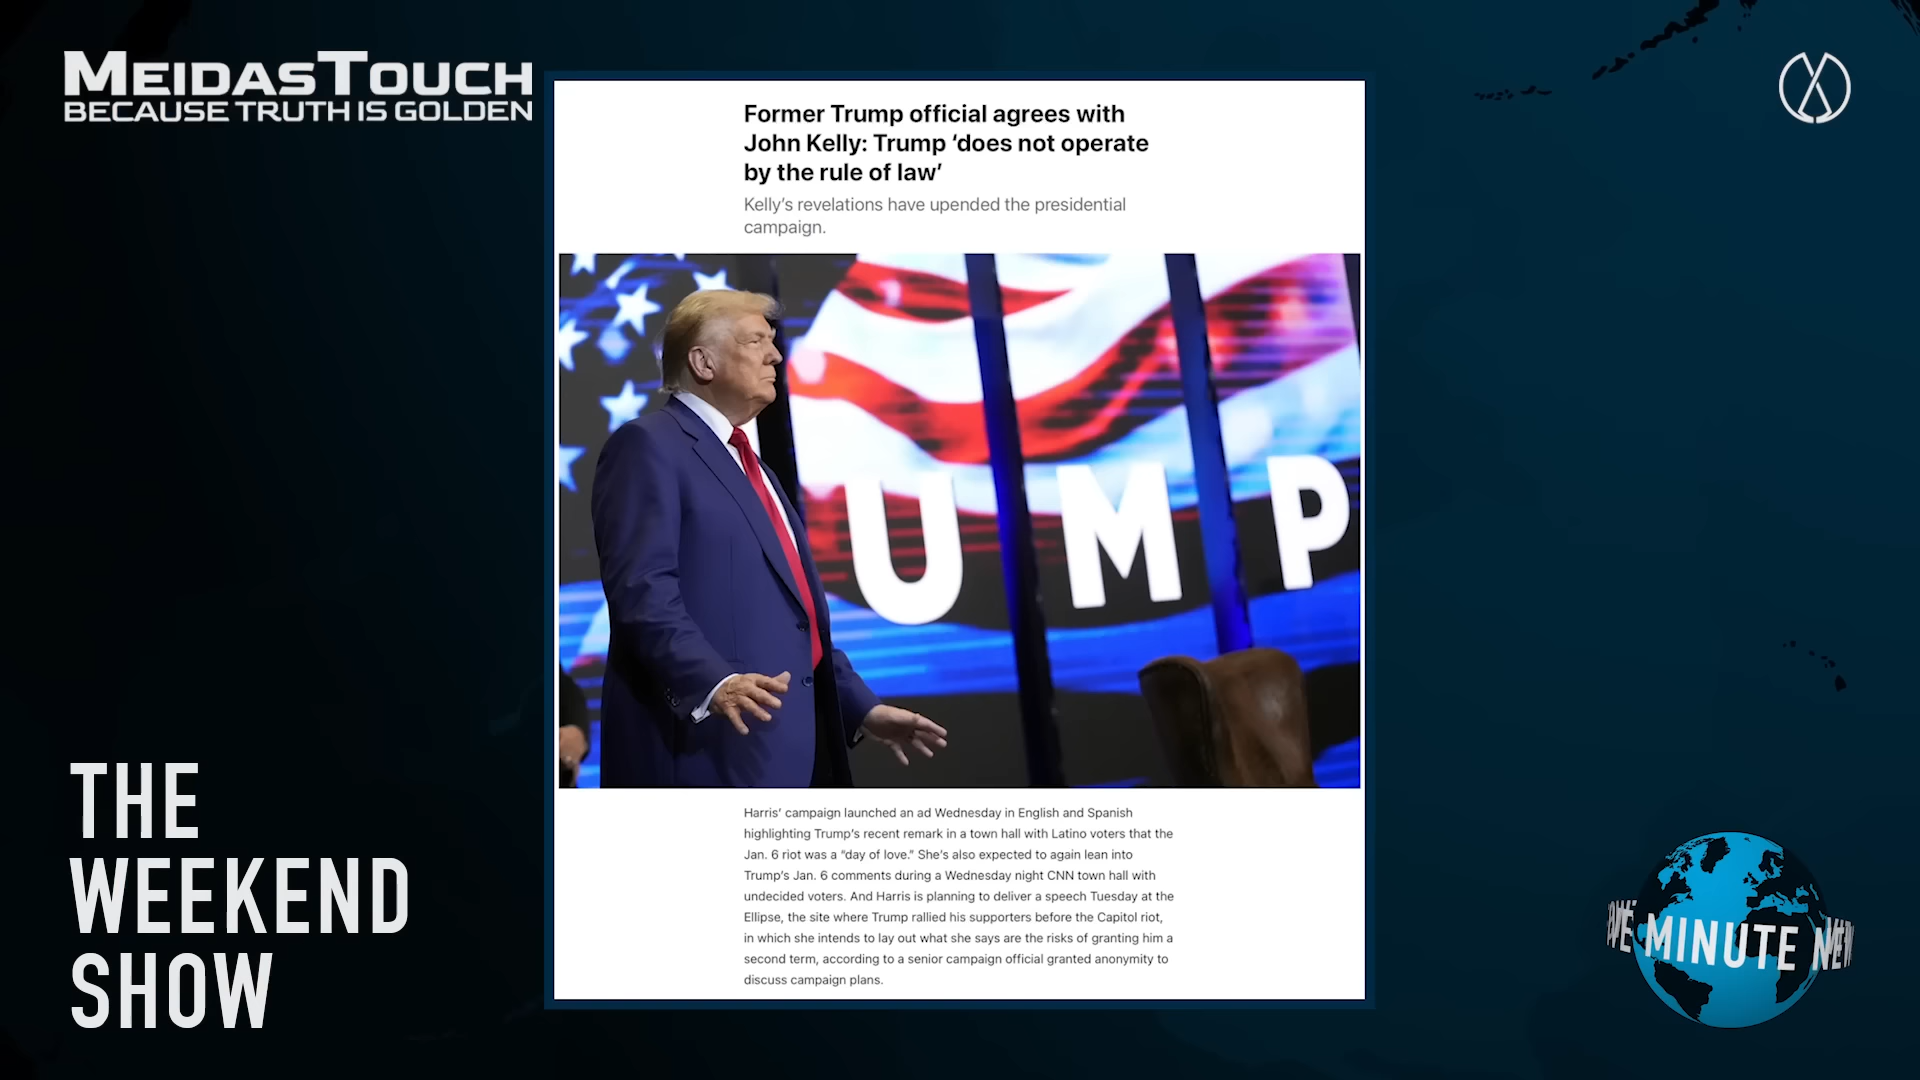 MEIDASTOUCH
BECAUSE TRUTH IS GOLDEN
Former Trump official agrees with
John Kelly: Trump ‘does not operate
by the rule of law’
Kelly’s revelations have upended the presidential
campaign.
UMP
Harris’ campaign launched an ad Wednesday in English and Spanish
highlighting Trump’s recent remark in a town hall with Latino voters that the
Jan. 6 riot was a “day of love.” She’s also expected to again lean into
Trump’s Jan. 6 comments during a Wednesday night CNN town hall with
undecided voters. And Harris is planning to deliver a speech Tuesday at the
Ellipse, the site where Trump rallied his supporters before the Capitol riot,
in which she intends to lay out what she says are the risks of granting him a
second term, according to a senior campaign official granted anonymity to
discuss campaign plans.
THE
WEEKEND
SHOW
MINUTE